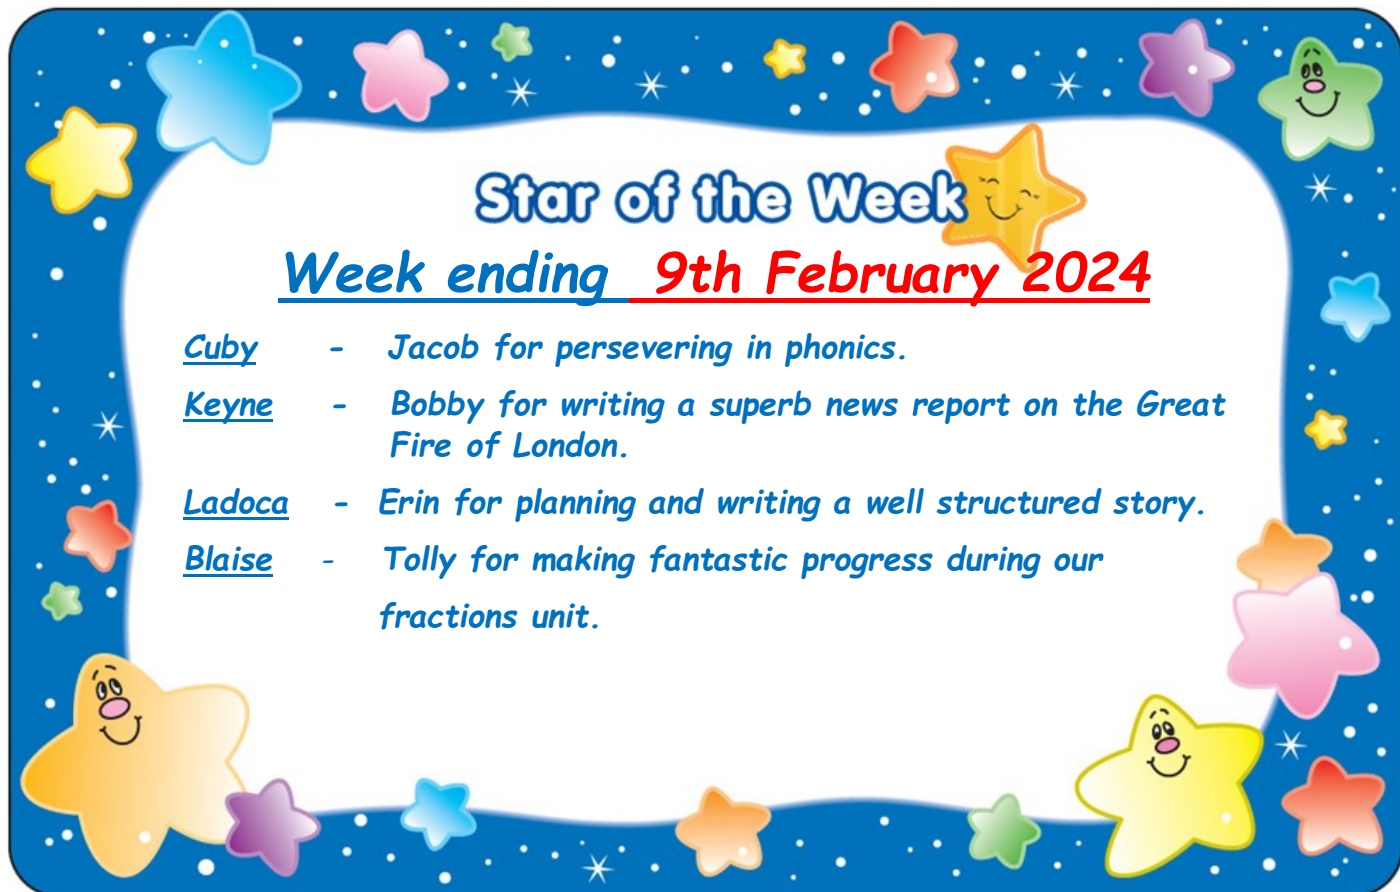 Star of the Week
Week ending 9th February 2024
Cuby - Jacob for persevering in phonics.
Keyne - Bobby for writing a superb news report on the Great
Fire of London.
Ladoca - Erin for planning and writing a well structured story.
Blaise - Tolly for making fantastic progress during our
fractions unit.